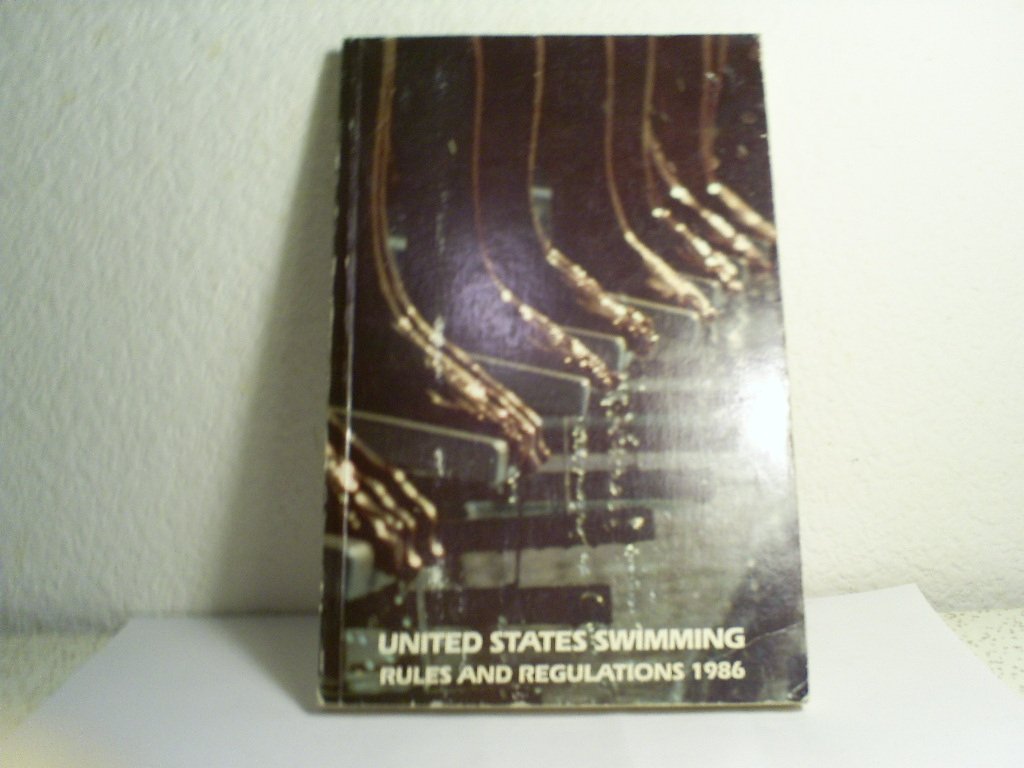 UNITED STATES SWIMMING
RULES AND REGULATIONS 1986